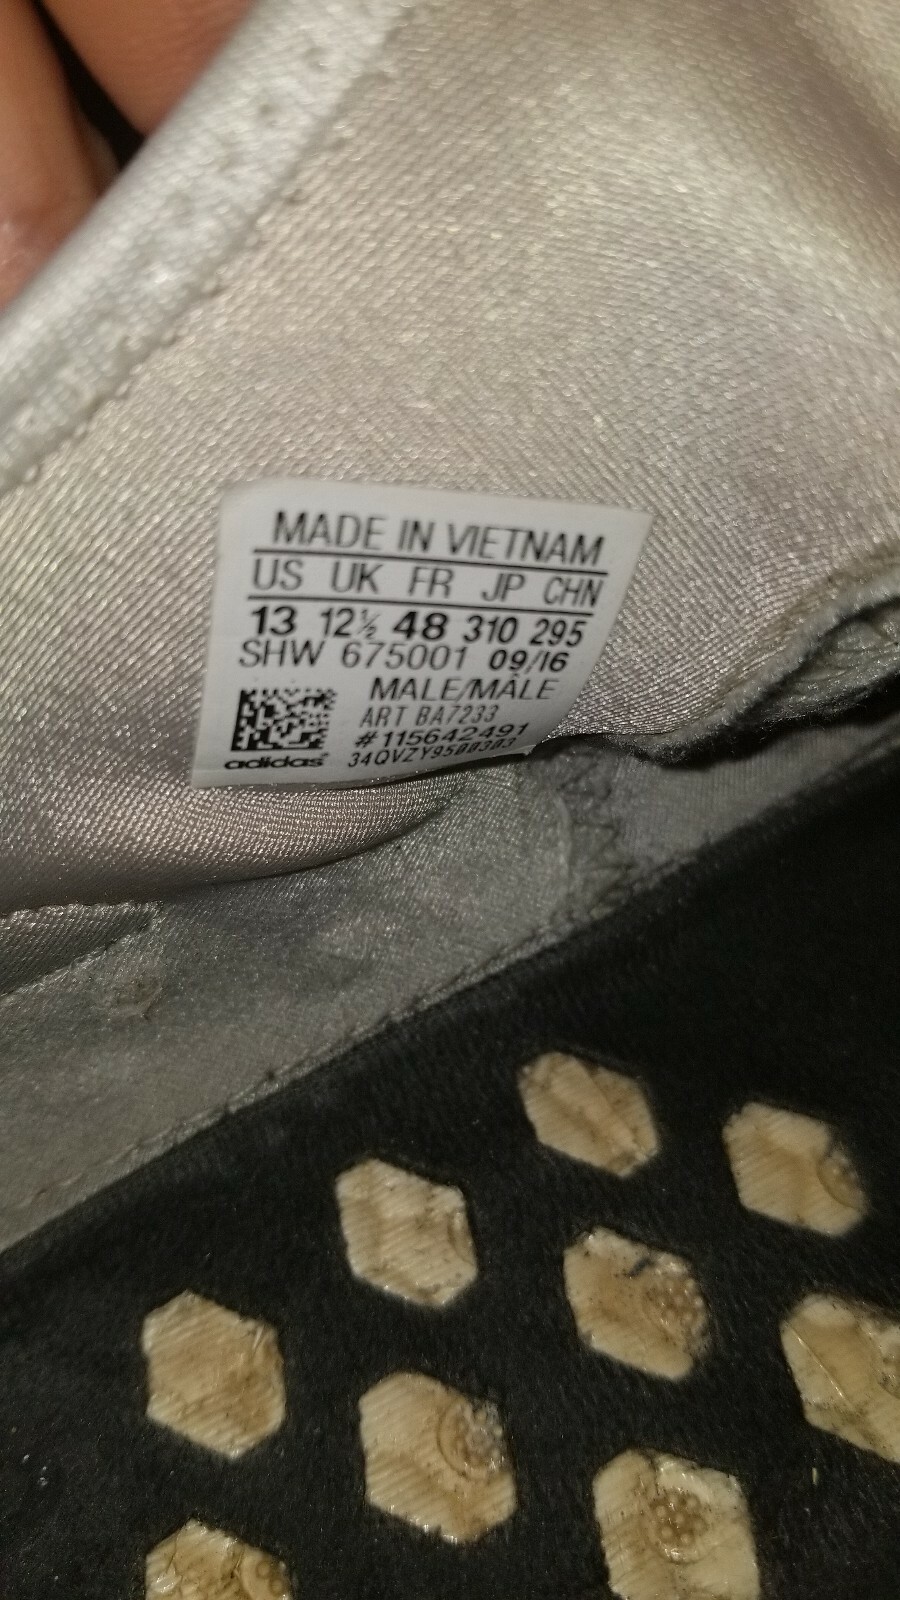 MADE IN VIETNAM
US UK FR JP CHN
13 12½ 48 310 295
SHW 675001 09/16
MALE/MÂLE
ART BA7233
#115642491
adidas 34QVZY9500303